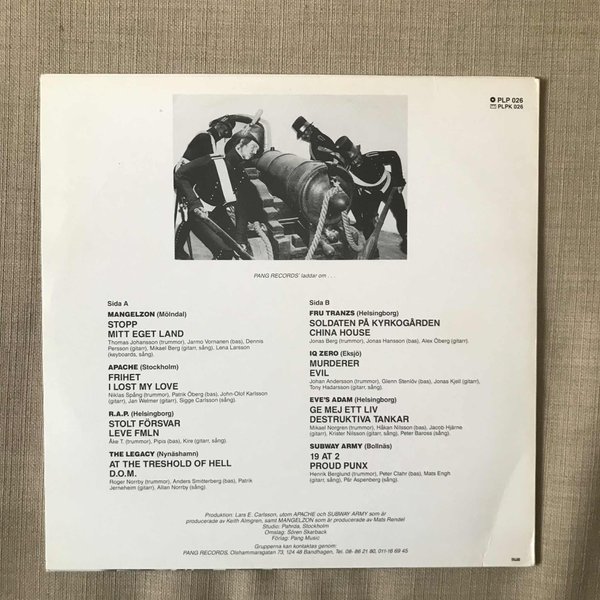 PLP 026
PLPK 026
PANG RECORDS' laddar om . . .
Sida A
MANGELZON (Mölndal)
STOPP
MITT EGET LAND
Thomas Johansson (trummor), Jarmo Vornanen (bas), Dennis
Persson (gitarr), Mikael Berg (gitarr, sång), Lena Larsson
(keyboards, sång).
APACHE (Stockholm)
FRIHET
I LOST MY LOVE
Niklas Spång (trummor), Patrik Öberg (bas), John-Olof Karlsson
(gitarr), Jan Welmer (gitarr), Sigge Carlsson (sång).
R.A.P. (Helsingborg)
STOLT FÖRSVAR
LEVE FMLN
Åke T. (trummor), Pipis (bas), Kire (gitarr, sång).
THE LEGACY (Nynäshamn)
AT THE TRESHOLD OF HELL
D.O.M.
Roger Norrby (trummor), Anders Smitterberg (bas), Patrik
Jerneheim (gitarr), Allan Norrby (sång).
Sida B
FRU TRANZS (Helsingborg)
SOLDATEN PÅ KYRKOGÅRDEN
CHINA HOUSE
Jonas Berg (trummor), Jonas Hansson (bas), Alex Öberg (gitarr).
IQ ZERO (Eksjö)
MURDERER
EVIL
Johan Andersson (trummor), Glenn Stenlöv (bas), Jonas Kjell (gitarr),
Tony Hadarsson (gitarr, sång).
EVE'S ADAM (Helsingborg)
GE MEJ ETT LIV
DESTRUKTIVA TANKAR
Mikael Norgren (trummor), Håkan Nilsson (bas), Jacob Hjärne
(gitarr), Krister Nilsson (gitarr, sång), Peter Baross (sång).
SUBWAY ARMY (Bollnäs)
19 AT 2
PROUD PUNX
Henrik Berglund (trummor), Peter Clahr (bas), Mats Engh
(gitarr, sång), Pär Aspenberg (sång).
Produktion: Lars E. Carlsson, utom APACHE och SUBWAY ARMY som är
producerade av Keith Almgren, samt MANGELZON som är producerade av Mats Rendel
Studio: Pahrida, Stockholm
Omslag: Sören Skarback
Förlag: Pang Music
Grupperna kan kontaktas genom:
PANG RECORDS, Olshammarsgatan 73, 124 48 Bandhagen, Tel. 08- 86 21 80, 011-16 69 45